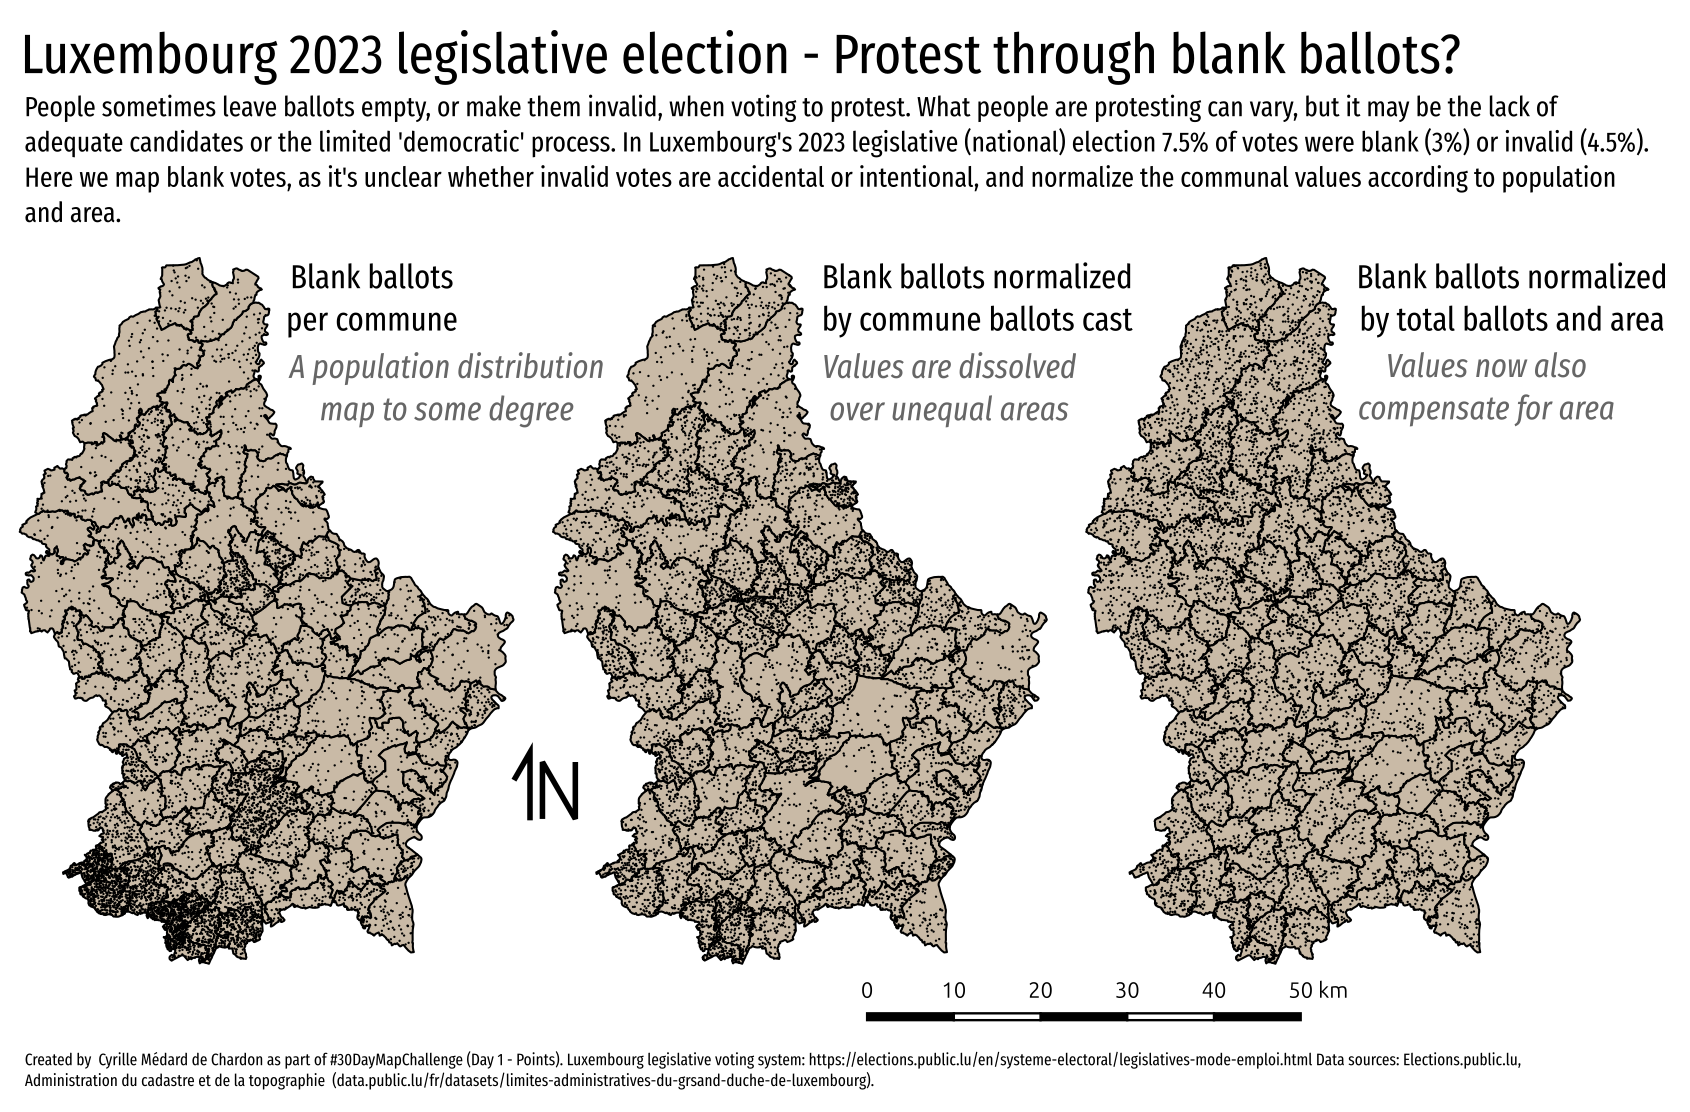 Luxembourg 2023 legislative election - Protest through blank ballots?
People sometimes leave ballots empty, or make them invalid, when voting to protest. What people are protesting can vary, but it may be the lack of
adequate candidates or the limited 'democratic' process. In Luxembourg's 2023 legislative (national) election 7.5% of votes were blank (3%) or invalid (4.5%).
Here we map blank votes, as it's unclear whether invalid votes are accidental or intentional, and normalize the communal values according to population
and area.
Blank ballots
per commune
A population distribution
map to some degree
Blank ballots normalized
by commune ballots cast
Values are dissolved
over unequal areas
Blank ballots normalized
by total ballots and area
Values now also
compensate for area
N
0 10 20 30 40 50 km
Created by  Cyrille Médard de Chardon as part of #30DayMapChallenge (Day 1 - Points). Luxembourg legislative voting system: https://elections.public.lu/en/systeme-electoral/legislatives-mode-emploi.html Data sources: Elections.public.lu,
Administration du cadastre et de la topographie  (data.public.lu/fr/datasets/limites-administratives-du-grsand-duche-de-luxembourg).